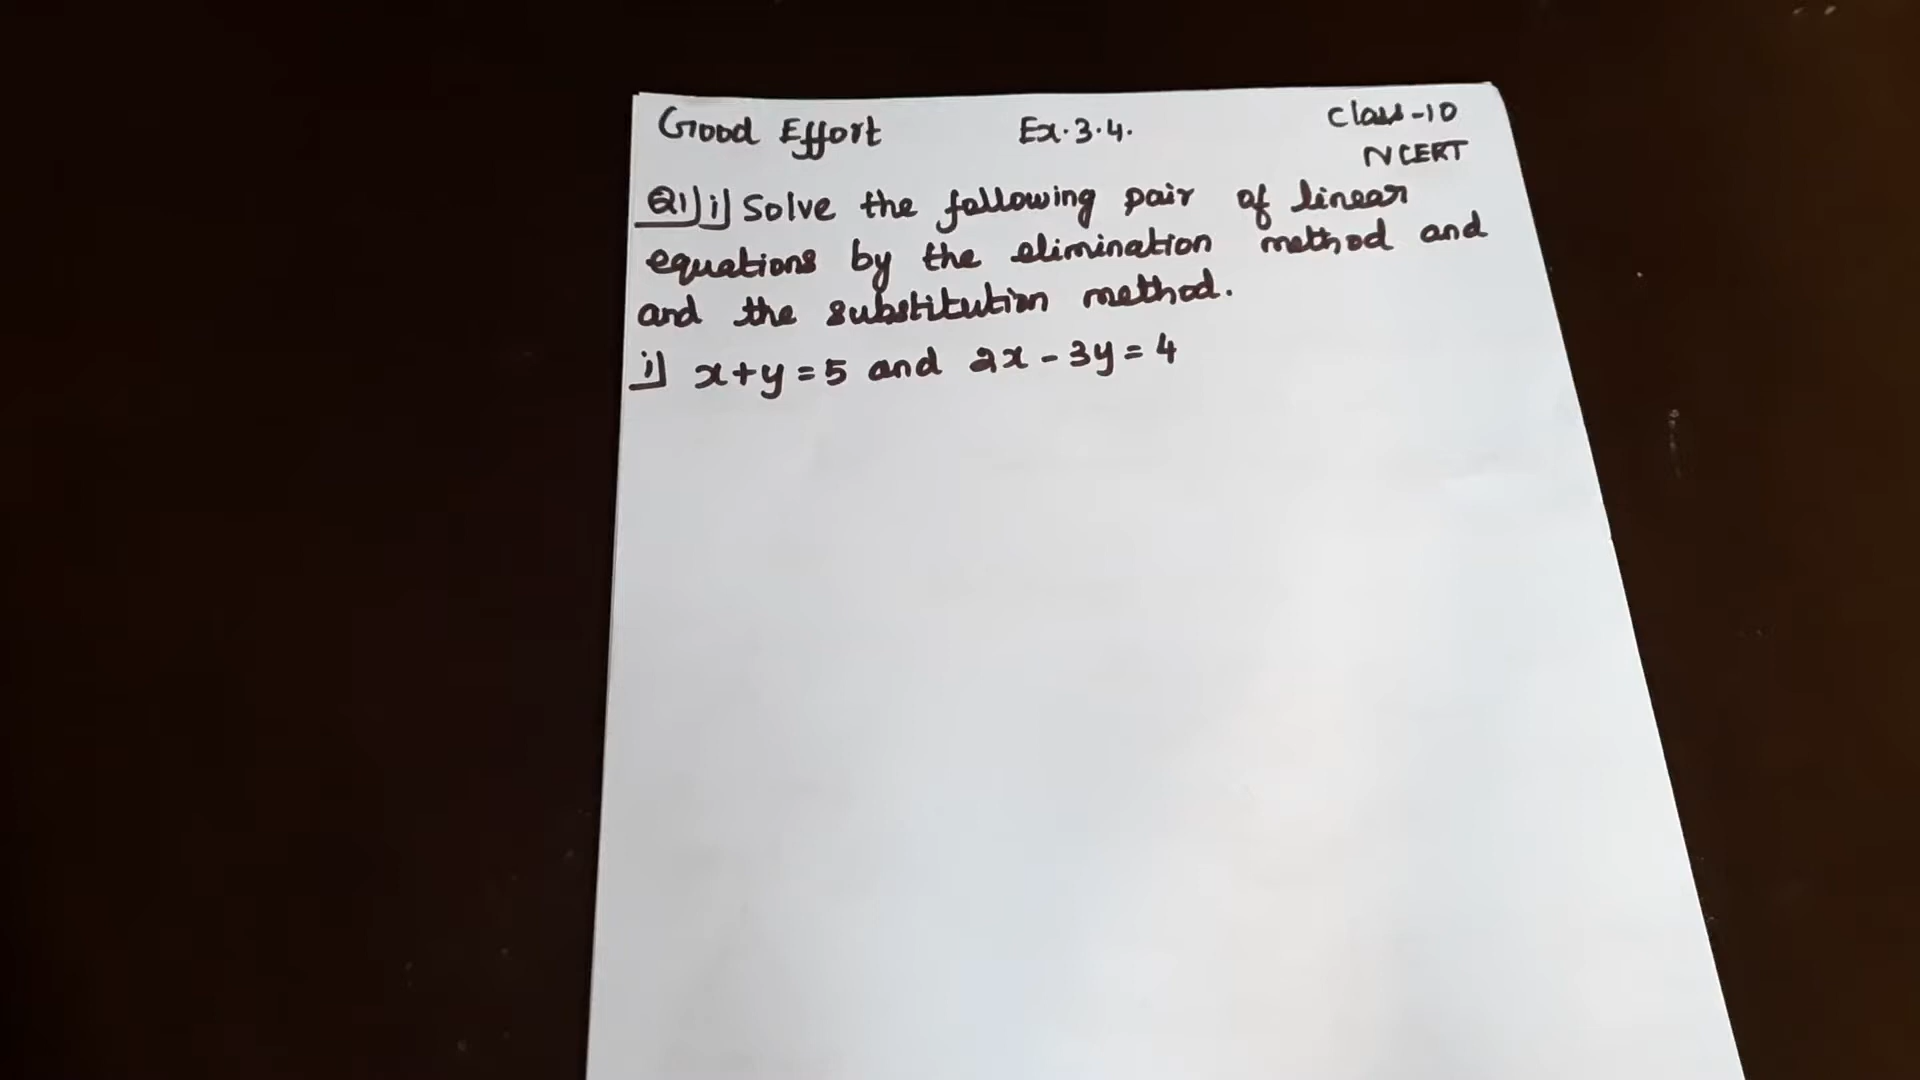 Good Effort Ex.3.4. Class-10
NCERT
Q1) i) Solve the following pair of linear
equations by the elimination method and
and the substitution method.
i) x+y=5 and 2x-3y=4